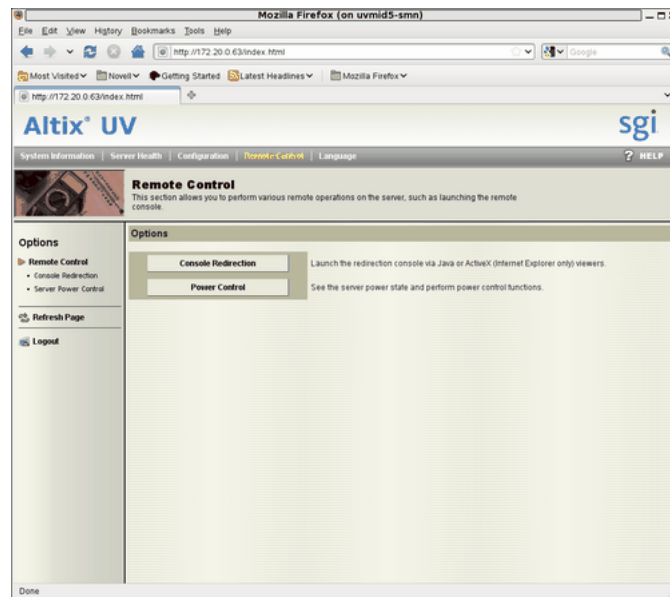 Mozilla Firefox (on uvmid5-smn)
File Edit View History Bookmarks Tools Help
http://172.20.0.63/index.html
Google
Most Visited Novell Getting Started Latest Headlines Mozilla Firefox
http://172.20.0.63/index.html
Altix® UV
sgi
System Information | Server Health | Configuration | Remote Control | Language
? HELP
Remote Control
This section allows you to perform various remote operations on the server, such as launching the remote
console.
Options
Remote Control
• Console Redirection
• Server Power Control
Refresh Page
Logout
Options
Console Redirection
Launch the redirection console via Java or ActiveX (Internet Explorer only) viewers.
Power Control
See the server power state and perform power control functions.
Done